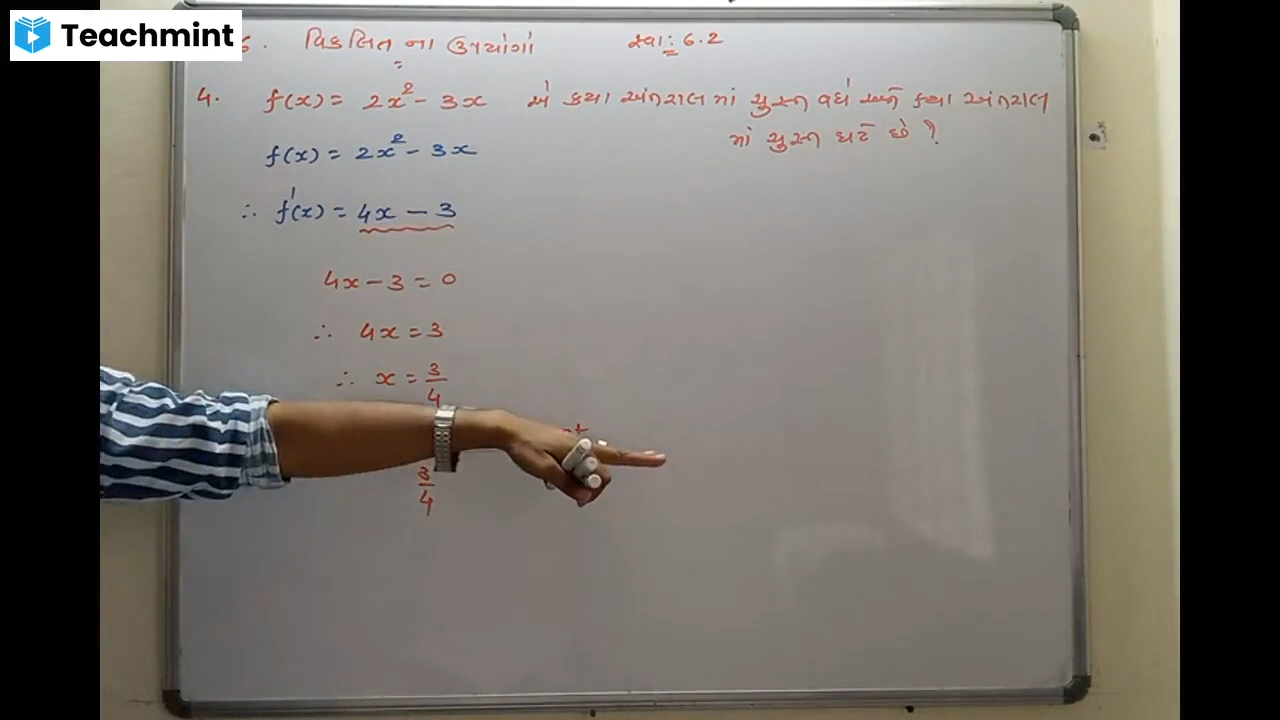 Teachmint
6. વિકલિત ના ઉપયોગો સ્વા : 6.2
4. f(x) = 2x² - 3x એ કયા અંતરાલ માં ચુસ્ત વધે અને કયા અંતરાલ
માં ચુસ્ત ઘટે છે ?
f(x) = 2x² - 3x
∴ f'(x) = 4x - 3
4x - 3 = 0
∴ 4x = 3
∴ x = 3/4
3/4